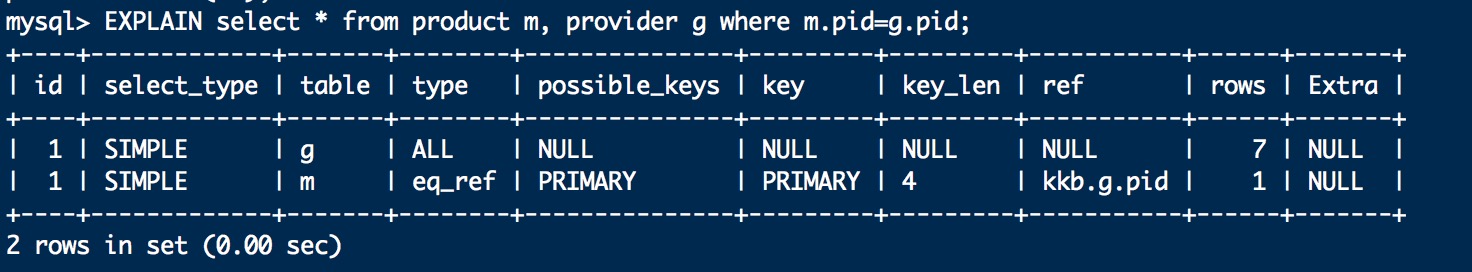 mysql> EXPLAIN select * from product m, provider g where m.pid=g.pid;
+----+-------------+-------+--------+---------------+---------+---------+-----------+------+-------+
| id | select_type | table | type   | possible_keys | key     | key_len | ref       | rows | Extra |
+----+-------------+-------+--------+---------------+---------+---------+-----------+------+-------+
|  1 | SIMPLE      | g     | ALL    | NULL          | NULL    | NULL    | NULL      |    7 | NULL  |
|  1 | SIMPLE      | m     | eq_ref | PRIMARY       | PRIMARY | 4       | kkb.g.pid |    1 | NULL  |
+----+-------------+-------+--------+---------------+---------+---------+-----------+------+-------+
2 rows in set (0.00 sec)